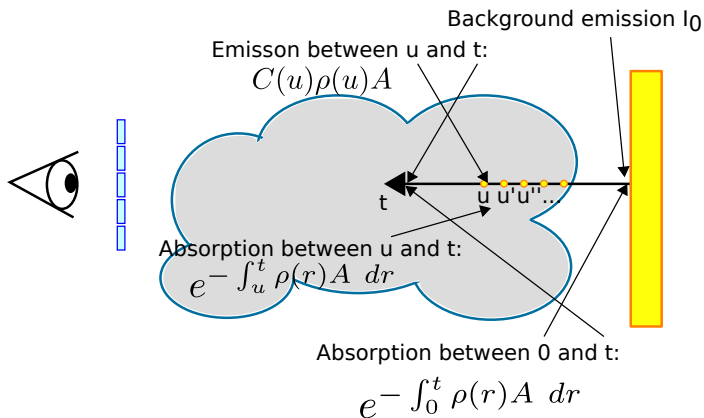 Background emission I₀
Emisson between u and t:
C(u)ρ(u)A
t
u u'u''...
Absorption between u and t:
e^{-∫_u^t ρ(r)A dr}
Absorption between 0 and t:
e^{-∫_0^t ρ(r)A dr}